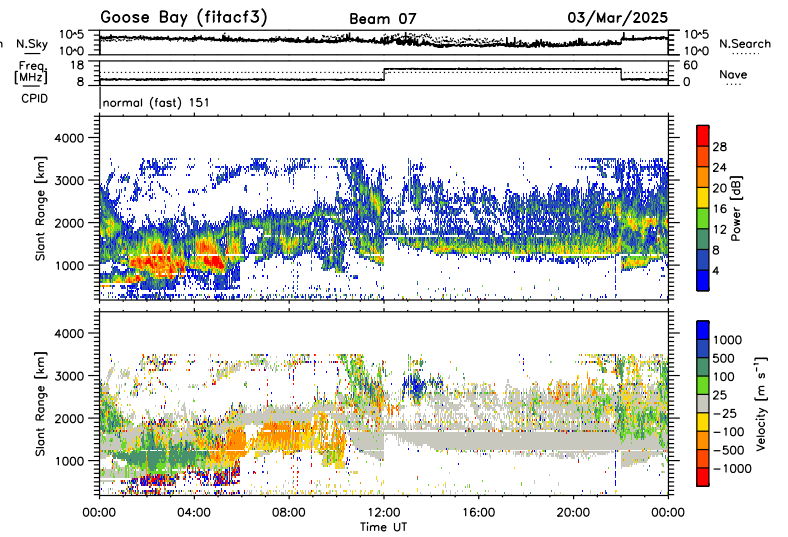 Goose Bay (fitacf3) Beam 07 03/Mar/2025
N.Sky 10^5 10^0 10^5 10^0 N.Search
Freq. [MHz] 18 8 60 0 Nave
CPID normal (fast) 151
4000
3000
2000
1000
Slant Range [km]
28
24
20
16
12
8
4
Power [dB]
4000
3000
2000
1000
Slant Range [km]
1000
500
100
25
-25
-100
-500
-1000
Velocity [m s^-1]
00:00 04:00 08:00 12:00 16:00 20:00 00:00
Time UT